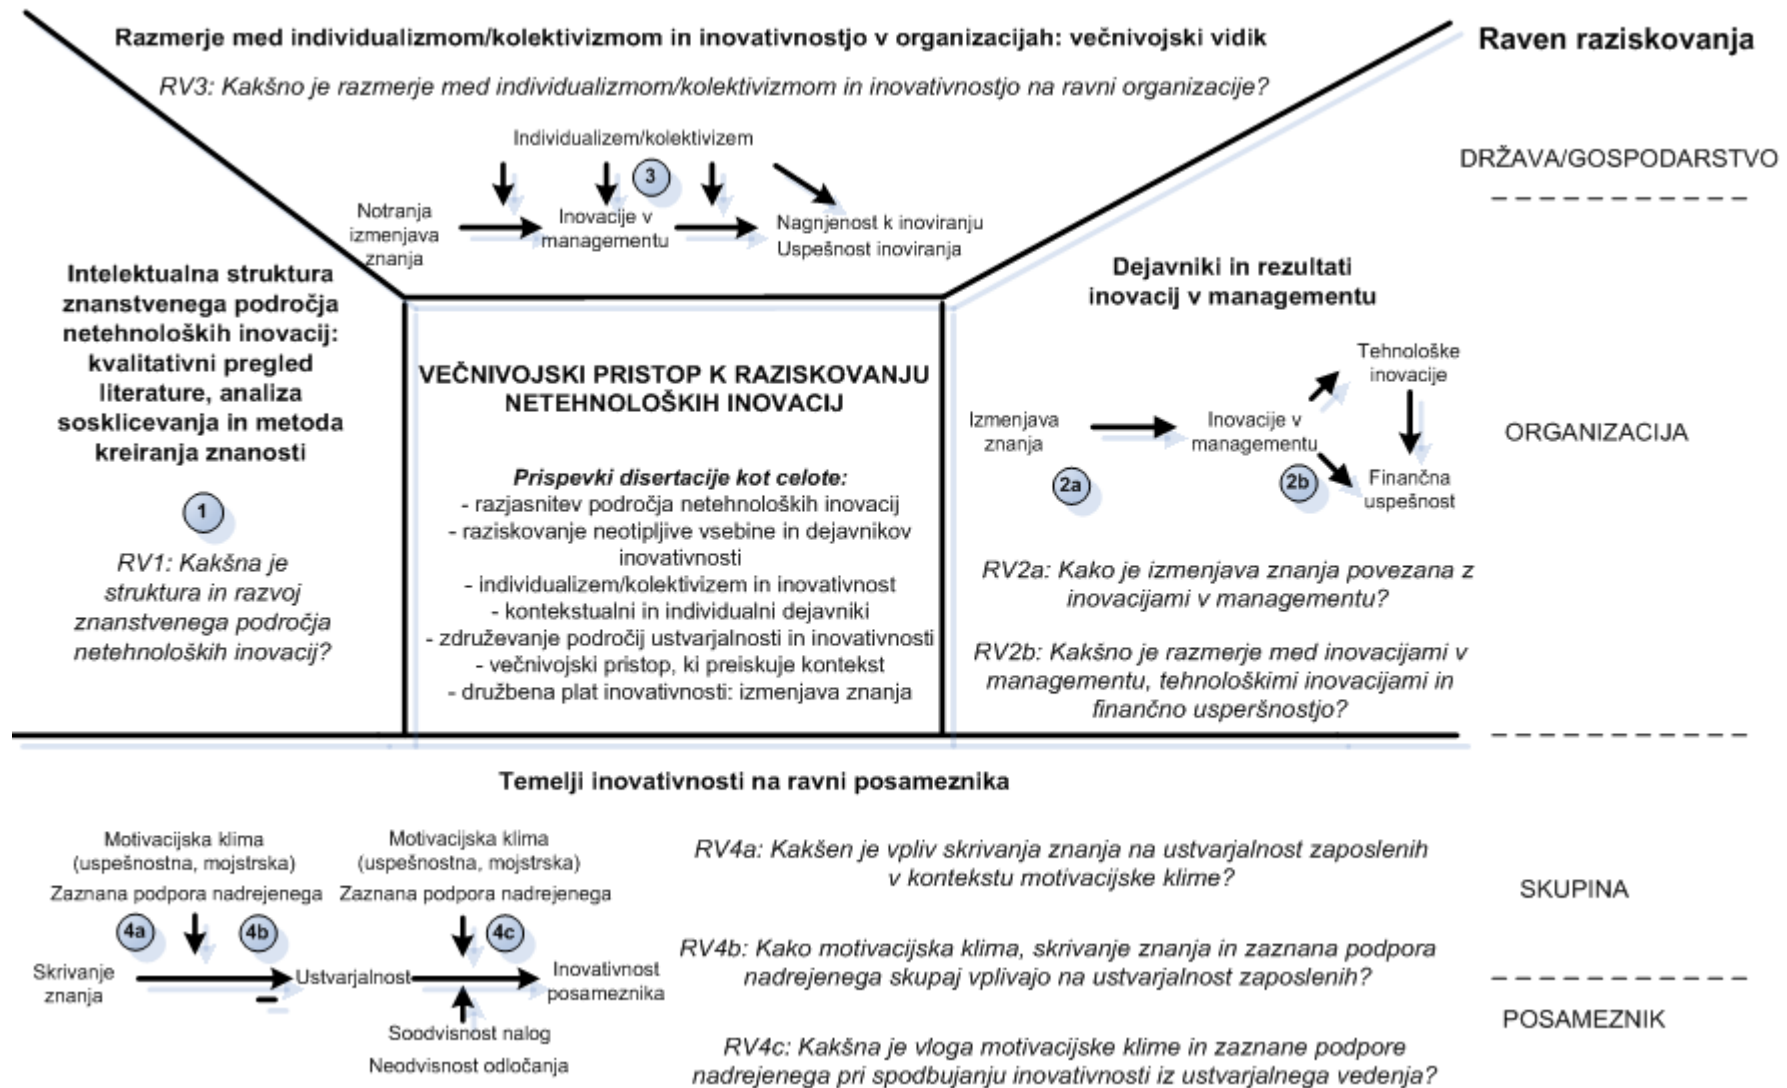 Razmerje med individualizmom/kolektivizmom in inovativnostjo v organizacijah: večnivojski vidik
RV3: Kakšno je razmerje med individualizmom/kolektivizmom in inovativnostjo na ravni organizacije?
Individualizem/kolektivizem
3
Notranja
izmenjava
znanja
Inovacije v
managementu
Nagnjenost k inoviranju
Uspešnost inoviranja
Raven raziskovanja
DRŽAVA/GOSPODARSTVO
Intelektualna struktura
znanstvenega področja
netehnoloških inovacij:
kvalitativni pregled
literature, analiza
sosklicevanja in metoda
kreiranja znanosti
1
RV1: Kakšna je
struktura in razvoj
znanstvenega področja
netehnoloških inovacij?
VEČNIVOJSKI PRISTOP K RAZISKOVANJU
NETEHNOLOŠKIH INOVACIJ
Prispevki disertacije kot celote:
- razjasnitev področja netehnoloških inovacij
- raziskovanje neotipljive vsebine in dejavnikov
inovativnosti
- individualizem/kolektivizem in inovativnost
- kontekstualni in individualni dejavniki
- združevanje področij ustvarjalnosti in inovativnosti
- večnivojski pristop, ki preiskuje kontekst
- družbena plat inovativnosti: izmenjava znanja
Dejavniki in rezultati
inovacij v managementu
Izmenjava
znanja
2a
Inovacije v
managementu
2b
Tehnološke
inovacije
Finančna
uspešnost
RV2a: Kako je izmenjava znanja povezana z
inovacijami v managementu?
RV2b: Kakšno je razmerje med inovacijami v
managementu, tehnološkimi inovacijami in
finančno usperšnostjo?
ORGANIZACIJA
Temelji inovativnosti na ravni posameznika
Motivacijska klima
(uspešnostna, mojstrska)
Zaznana podpora nadrejenega
4a
4b
Skrivanje
znanja
Ustvarjalnost
Motivacijska klima
(uspešnostna, mojstrska)
Zaznana podpora nadrejenega
4c
Inovativnost
posameznika
Soodvisnost nalog
Neodvisnost odločanja
RV4a: Kakšen je vpliv skrivanja znanja na ustvarjalnost zaposlenih
v kontekstu motivacijske klime?
RV4b: Kako motivacijska klima, skrivanje znanja in zaznana podpora
nadrejenega skupaj vplivajo na ustvarjalnost zaposlenih?
RV4c: Kakšna je vloga motivacijske klime in zaznane podpore
nadrejenega pri spodbujanju inovativnosti iz ustvarjalnega vedenja?
SKUPINA
POSAMEZNIK